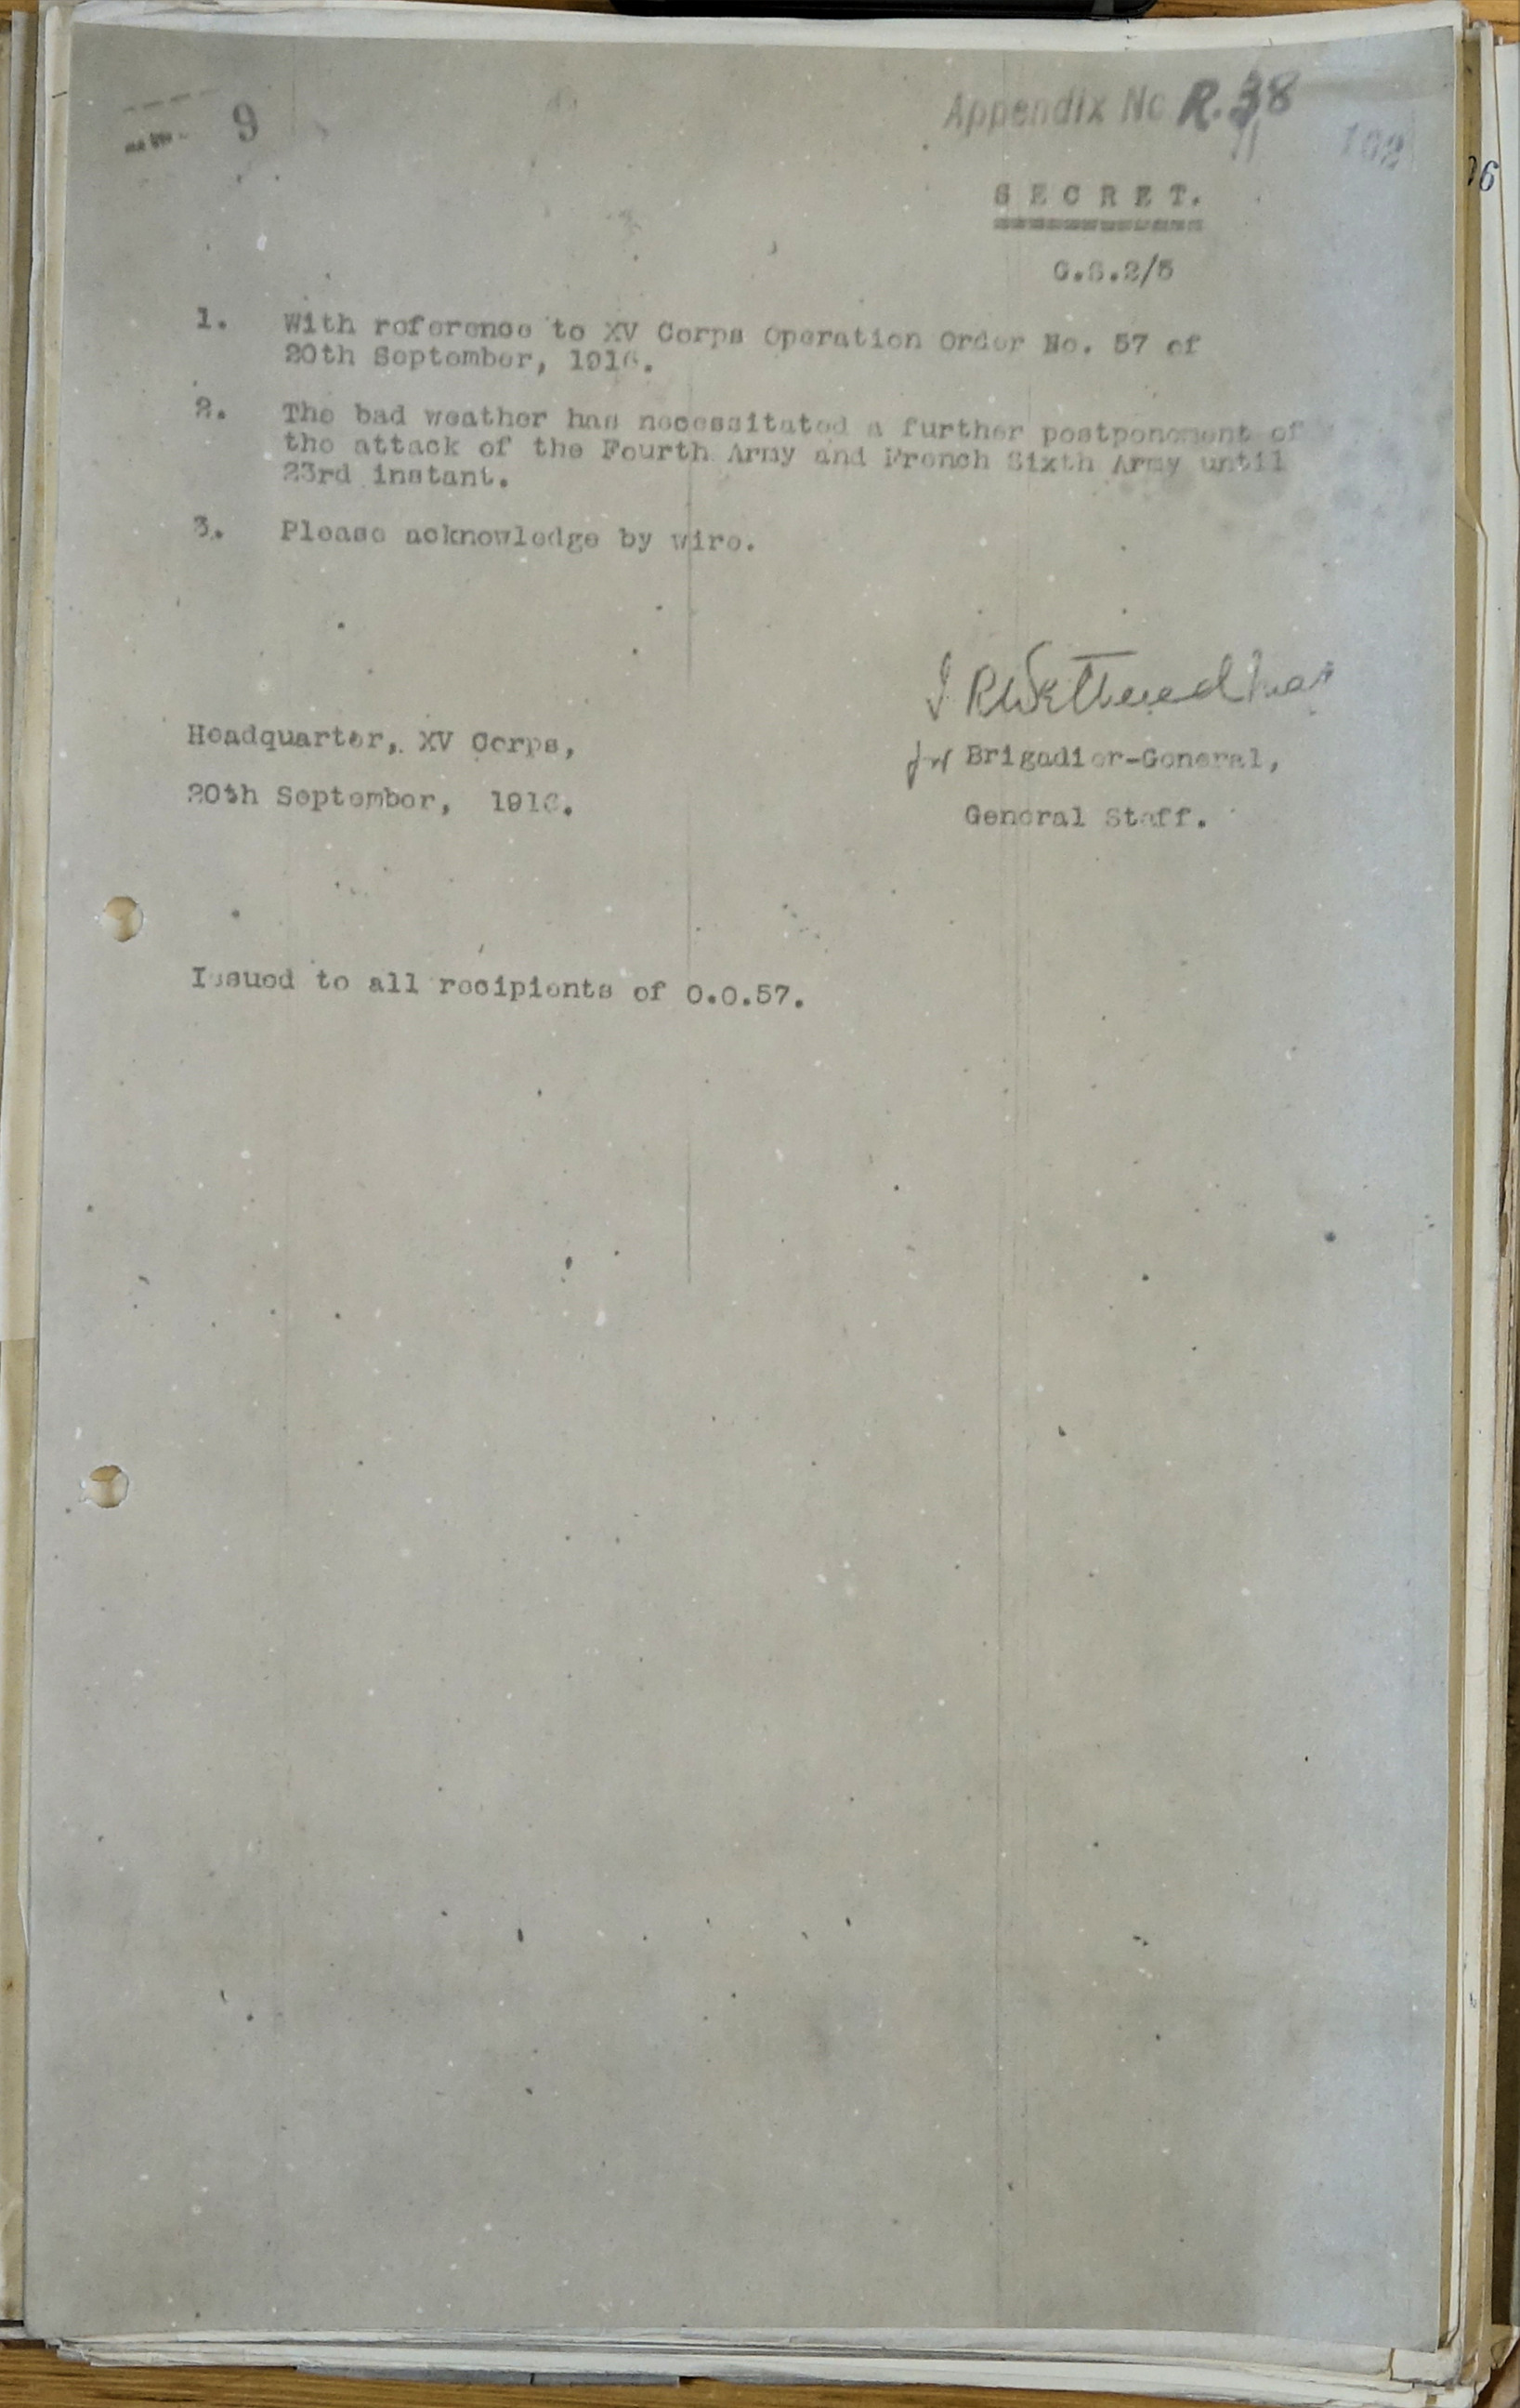 9
Appendix No R.38
102
16
SECRET.
G.S.2/5
1. With reference to XV Corps Operation Order No. 57 of
20th September, 1916.
2. The bad weather has necessitated a further postponement of
the attack of the Fourth Army and French Sixth Army until
23rd instant.
3. Please acknowledge by wire.
Headquarter, XV Corps,
for Brigadier-General,
20th September, 1916.
General Staff.
Issued to all recipients of O.O.57.